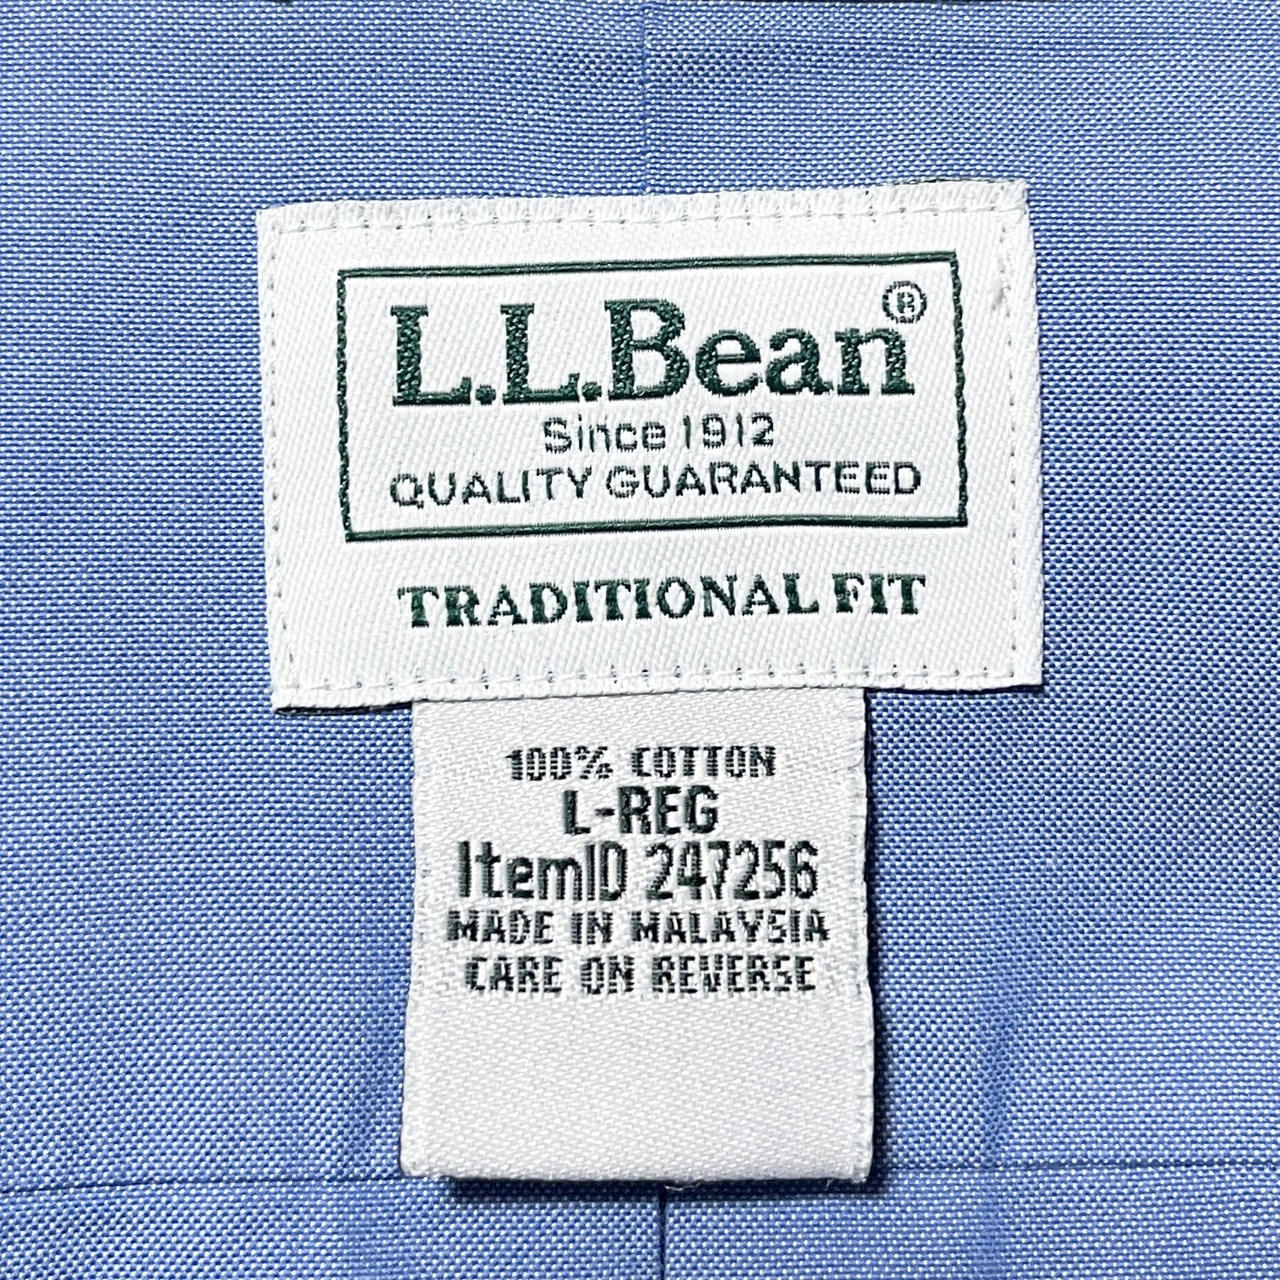 L.L.Bean®
Since 1912
QUALITY GUARANTEED
TRADITIONAL FIT
100% COTTON
L-REG
ItemID 247256
MADE IN MALAYSIA
CARE ON REVERSE